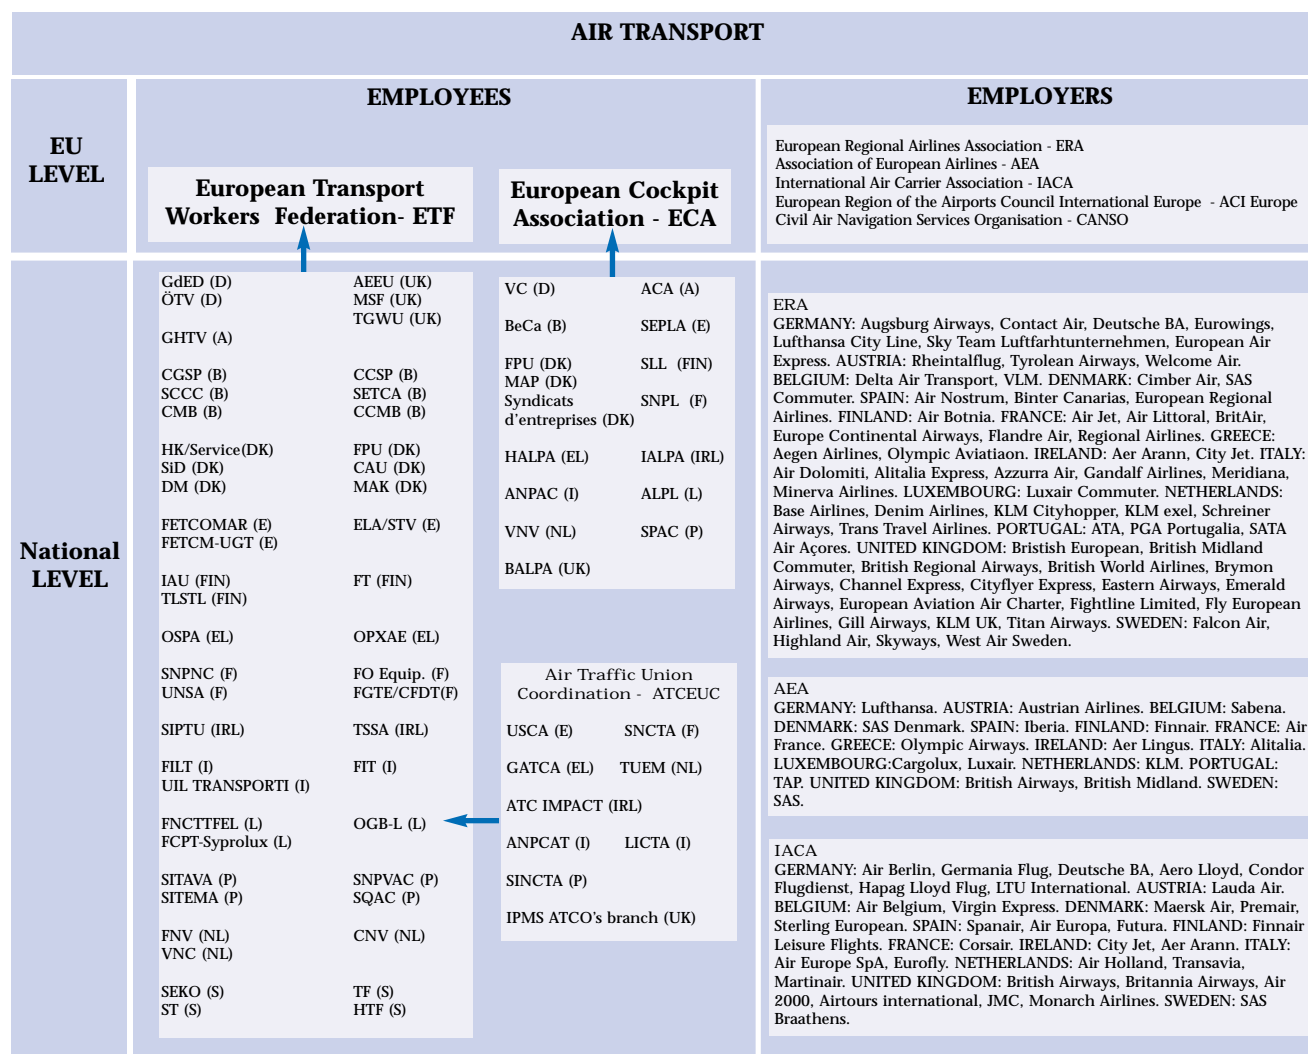 AIR TRANSPORT
EU
LEVEL
EMPLOYEES
European Transport
Workers Federation- ETF
European Cockpit
Association - ECA
EMPLOYERS
European Regional Airlines Association - ERA
Association of European Airlines - AEA
International Air Carrier Association - IACA
European Region of the Airports Council International Europe - ACI Europe
Civil Air Navigation Services Organisation - CANSO
National
LEVEL
GdED (D) AEEU (UK)
ÖTV (D) MSF (UK)
TGWU (UK)
GHTV (A)
CGSP (B) CCSP (B)
SCCC (B) SETCA (B)
CMB (B) CCMB (B)
HK/Service(DK) FPU (DK)
SiD (DK) CAU (DK)
DM (DK) MAK (DK)
FETCOMAR (E) ELA/STV (E)
FETCM-UGT (E)
IAU (FIN) FT (FIN)
TLSTL (FIN)
OSPA (EL) OPXAE (EL)
SNPNC (F) FO Equip. (F)
UNSA (F) FGTE/CFDT(F)
SIPTU (IRL) TSSA (IRL)
FILT (I) FIT (I)
UIL TRANSPORTI (I)
FNCTTFEL (L) OGB-L (L)
FCPT-Syprolux (L)
SITAVA (P) SNPVAC (P)
SITEMA (P) SQAC (P)
FNV (NL) CNV (NL)
VNC (NL)
SEKO (S) TF (S)
ST (S) HTF (S)
VC (D) ACA (A)
BeCa (B) SEPLA (E)
FPU (DK) SLL (FIN)
MAP (DK)
Syndicats SNPL (F)
d'entreprises (DK)
HALPA (EL) IALPA (IRL)
ANPAC (I) ALPL (L)
VNV (NL) SPAC (P)
BALPA (UK)
Air Traffic Union
Coordination - ATCEUC
USCA (E) SNCTA (F)
GATCA (EL) TUEM (NL)
ATC IMPACT (IRL)
ANPCAT (I) LICTA (I)
SINCTA (P)
IPMS ATCO's branch (UK)
ERA
GERMANY: Augsburg Airways, Contact Air, Deutsche BA, Eurowings,
Lufthansa City Line, Sky Team Luftfahrtunternehmen, European Air
Express. AUSTRIA: Rheintalflug, Tyrolean Airways, Welcome Air.
BELGIUM: Delta Air Transport, VLM. DENMARK: Cimber Air, SAS
Commuter. SPAIN: Air Nostrum, Binter Canarias, European Regional
Airlines. FINLAND: Air Botnia. FRANCE: Air Jet, Air Littoral, BritAir,
Europe Continental Airways, Flandre Air, Regional Airlines. GREECE:
Aegen Airlines, Olympic Aviatiaon. IRELAND: Aer Arann, City Jet. ITALY:
Air Dolomiti, Alitalia Express, Azzurra Air, Gandalf Airlines, Meridiana,
Minerva Airlines. LUXEMBOURG: Luxair Commuter. NETHERLANDS:
Base Airlines, Denim Airlines, KLM Cityhopper, KLM exel, Schreiner
Airways, Trans Travel Airlines. PORTUGAL: ATA, PGA Portugalia, SATA
Air Açores. UNITED KINGDOM: Bristish European, British Midland
Commuter, British Regional Airways, British World Airlines, Brymon
Airways, Channel Express, Cityflyer Express, Eastern Airways, Emerald
Airways, European Aviation Air Charter, Fightline Limited, Fly European
Airlines, Gill Airways, KLM UK, Titan Airways. SWEDEN: Falcon Air,
Highland Air, Skyways, West Air Sweden.
AEA
GERMANY: Lufthansa. AUSTRIA: Austrian Airlines. BELGIUM: Sabena.
DENMARK: SAS Denmark. SPAIN: Iberia. FINLAND: Finnair. FRANCE: Air
France. GREECE: Olympic Airways. IRELAND: Aer Lingus. ITALY: Alitalia.
LUXEMBOURG:Cargolux, Luxair. NETHERLANDS: KLM. PORTUGAL:
TAP. UNITED KINGDOM: British Airways, British Midland. SWEDEN:
SAS.
IACA
GERMANY: Air Berlin, Germania Flug, Deutsche BA, Aero Lloyd, Condor
Flugdienst, Hapag Lloyd Flug, LTU International. AUSTRIA: Lauda Air.
BELGIUM: Air Belgium, Virgin Express. DENMARK: Maersk Air, Premair,
Sterling European. SPAIN: Spanair, Air Europa, Futura. FINLAND: Finnair
Leisure Flights. FRANCE: Corsair. IRELAND: City Jet, Aer Arann. ITALY:
Air Europe SpA, Eurofly. NETHERLANDS: Air Holland, Transavia,
Martinair. UNITED KINGDOM: British Airways, Britannia Airways, Air
2000, Airtours international, JMC, Monarch Airlines. SWEDEN: SAS
Braathens.